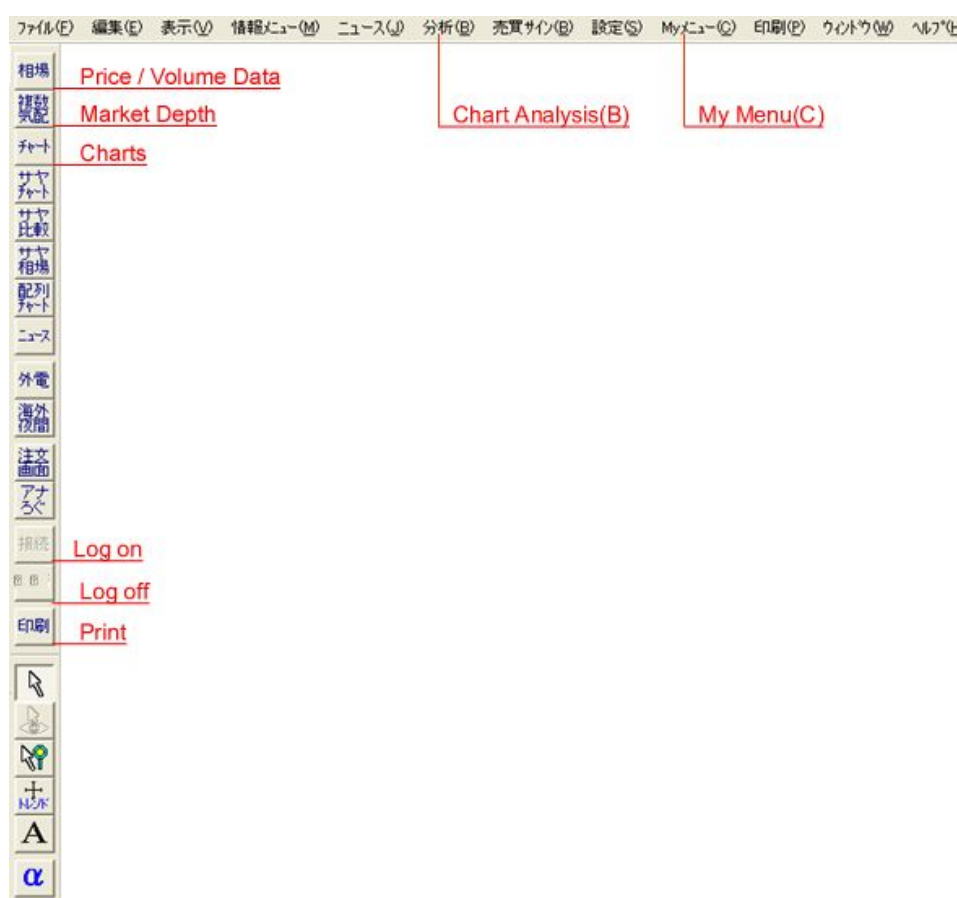 ファイル(F) 編集(E) 表示(V) 情報メニュー(M) ニュース(J) 分析(B) 売買サイン(B) 設定(S) Myメニュー(C) 印刷(P) ウィンドウ(W) ヘルプ(H
相場
Price / Volume Data
複数
気配
Market Depth
Chart Analysis(B)
My Menu(C)
チャート
Charts
サヤ
チャート
サヤ
比較
サヤ
相場
配列
チャート
ニュース
外電
海外
夜間
注文
画面
アナ
ろぐ
接続
Log on
Log off
印刷
Print
トレンド
A
α